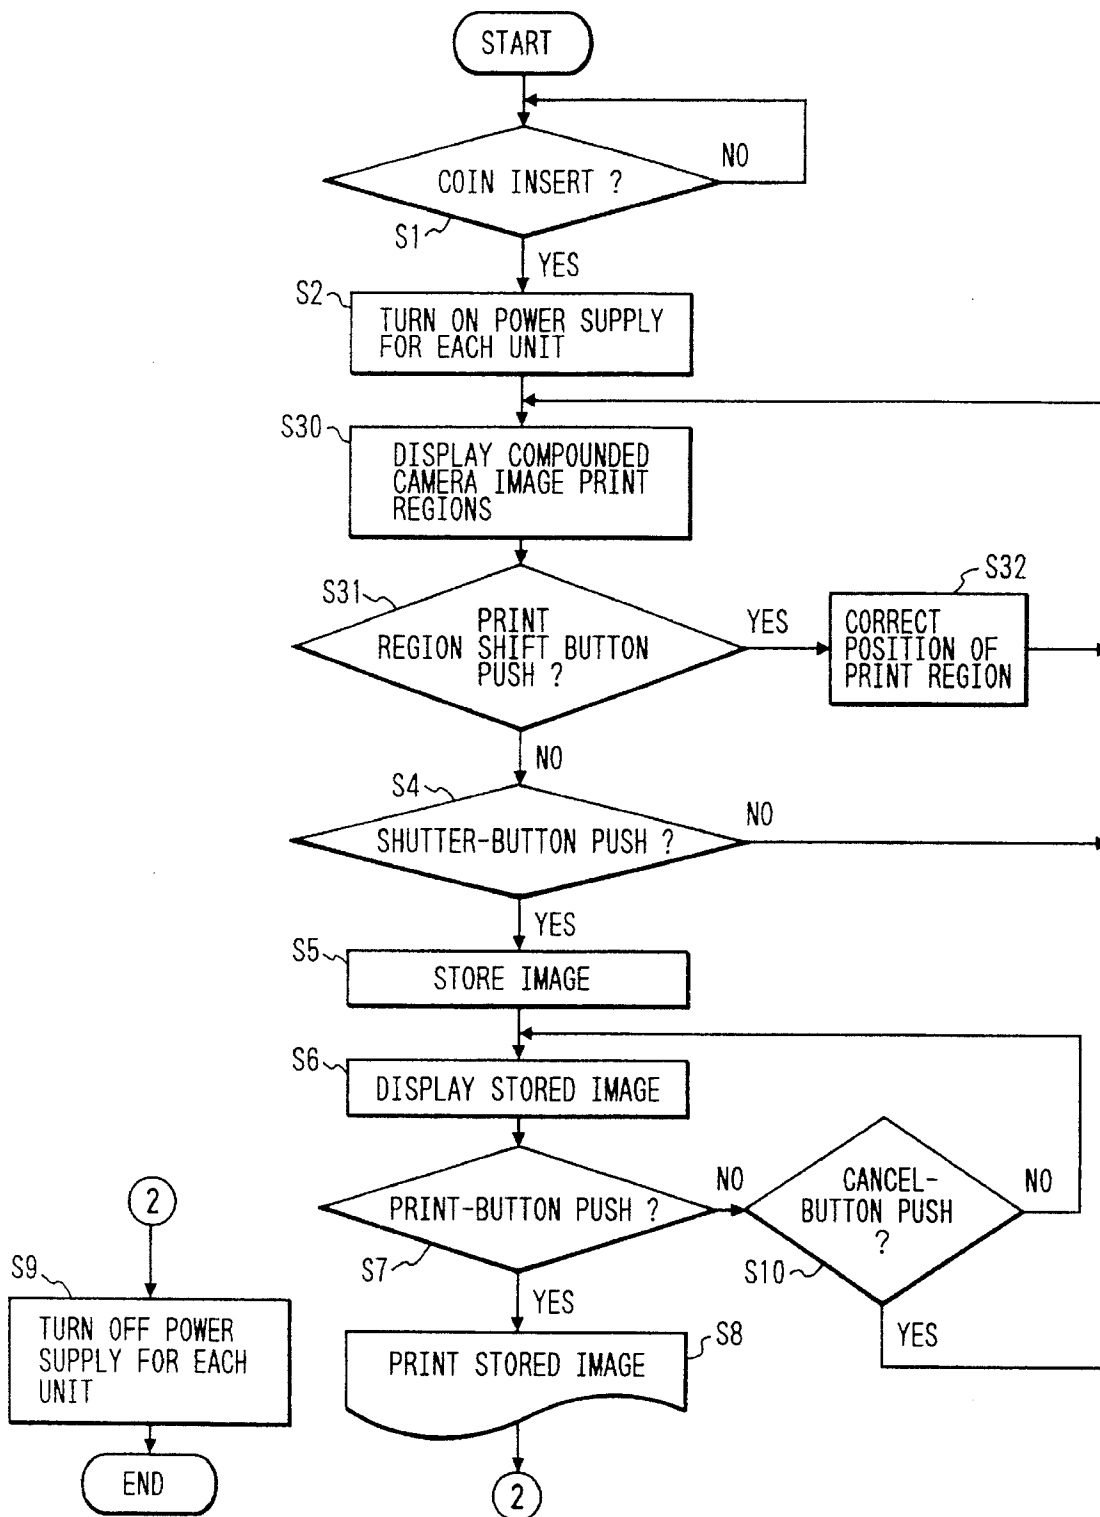 START
NO
COIN INSERT ?
S1
YES
S2
TURN ON POWER SUPPLY
FOR EACH UNIT
S30
DISPLAY COMPOUNDED
CAMERA IMAGE PRINT
REGIONS
S31
PRINT
REGION SHIFT BUTTON
PUSH ?
YES
S32
CORRECT
POSITION OF
PRINT REGION
NO
S4
SHUTTER-BUTTON PUSH ?
NO
YES
S5
STORE IMAGE
S6
DISPLAY STORED IMAGE
PRINT-BUTTON PUSH ?
S7
NO
CANCEL-
BUTTON PUSH
?
S10
NO
YES
YES
S8
PRINT STORED IMAGE
2
2
S9
TURN OFF POWER
SUPPLY FOR EACH
UNIT
END